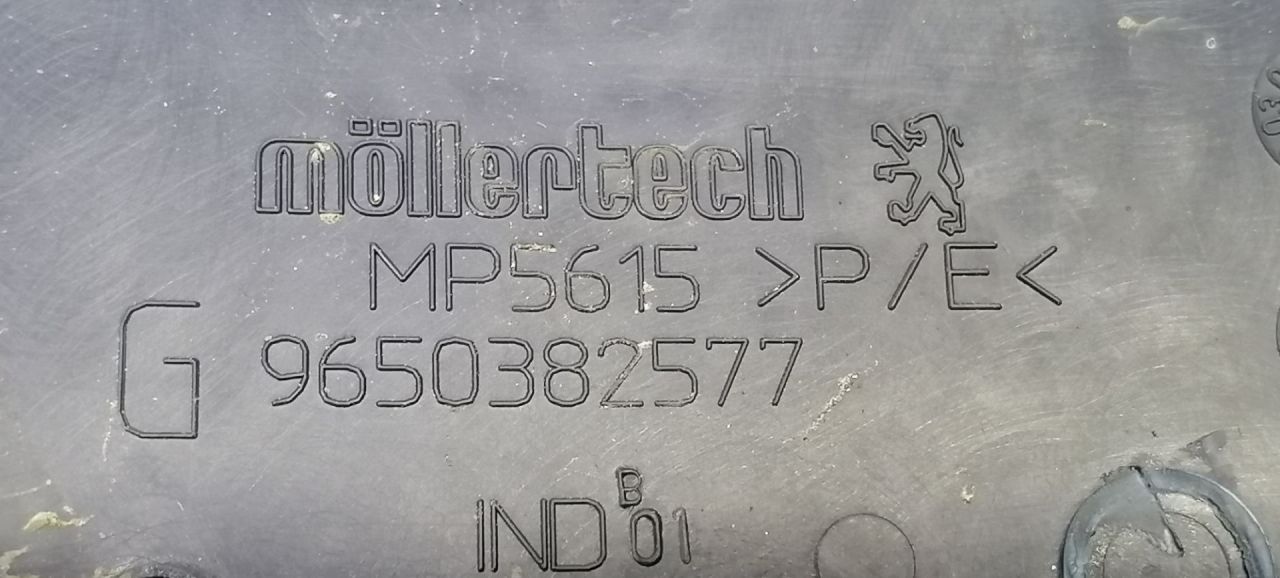 möllertech
MP5615 >P/E<
G 9650382577
B
IND 01